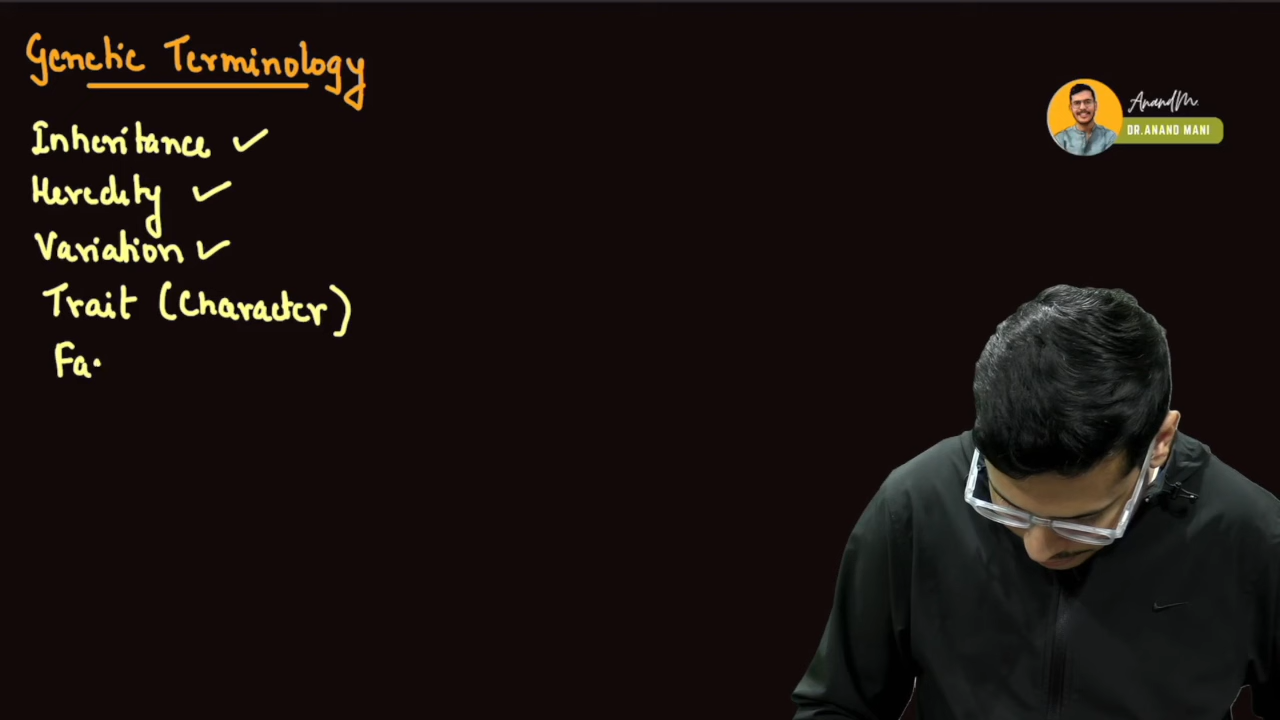 Genetic Terminology
Inheritance ✓
Heredity ✓
Variation ✓
Trait (Character)
Fa
AnandM.
DR.ANAND MANI